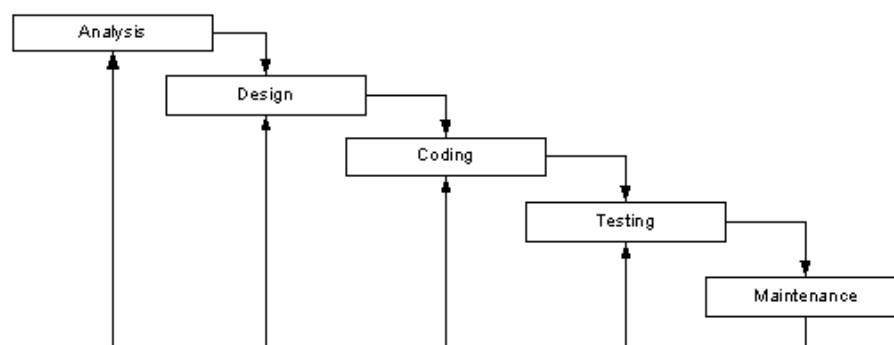 Analysis
Design
Coding
Testing
Maintenance